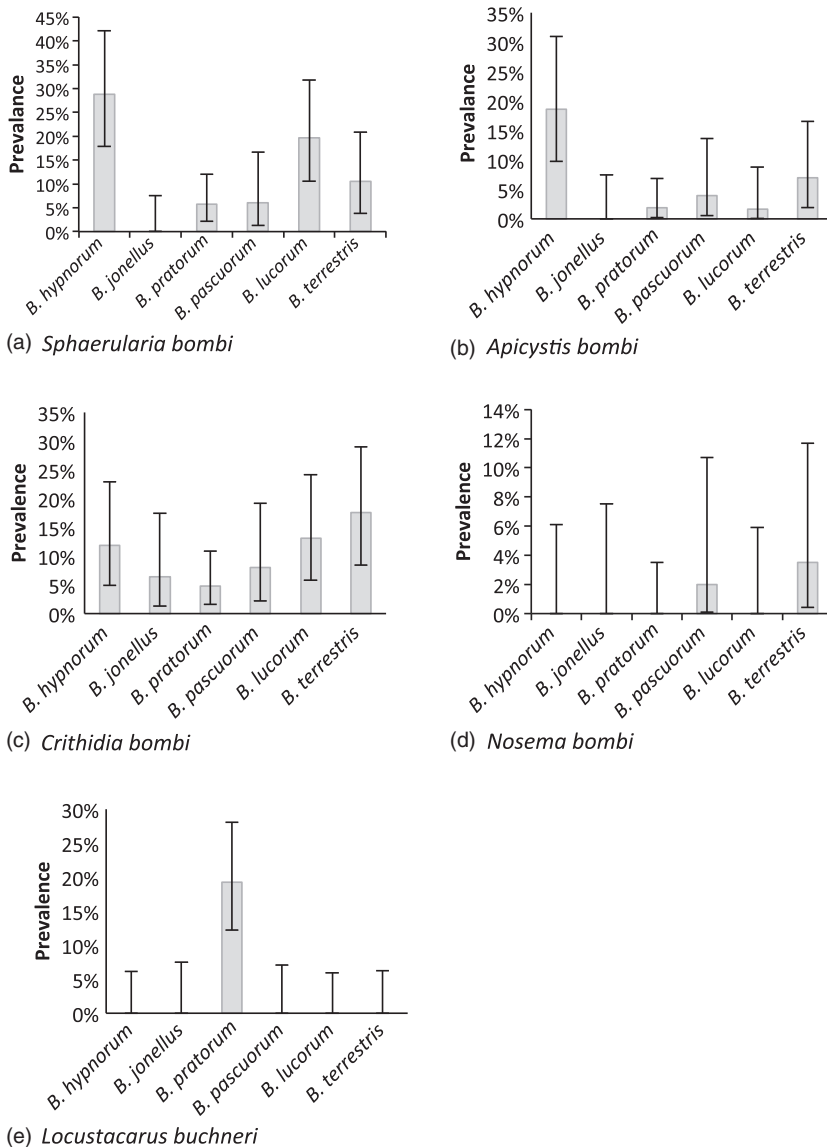 45%
40%
35%
30%
25%
20%
15%
10%
5%
0%
Prevalance
B. hypnorum
B. jonellus
B. pratorum
B. pascuorum
B. lucorum
B. terrestris
(a) Sphaerularia bombi
35%
30%
25%
20%
15%
10%
5%
0%
Prevalance
B. hypnorum
B. jonellus
B. pratorum
B. pascuorum
B. lucorum
B. terrestris
(b) Apicystis bombi
35%
30%
25%
20%
15%
10%
5%
0%
Prevalence
B. hypnorum
B. jonellus
B. pratorum
B. pascuorum
B. lucorum
B. terrestris
(c) Crithidia bombi
14%
12%
10%
8%
6%
4%
2%
0%
Prevalence
B. hypnorum
B. jonellus
B. pratorum
B. pascuorum
B. lucorum
B. terrestris
(d) Nosema bombi
30%
25%
20%
15%
10%
5%
0%
Prevalence
B. hypnorum
B. jonellus
B. pratorum
B. pascuorum
B. lucorum
B. terrestris
(e) Locustacarus buchneri